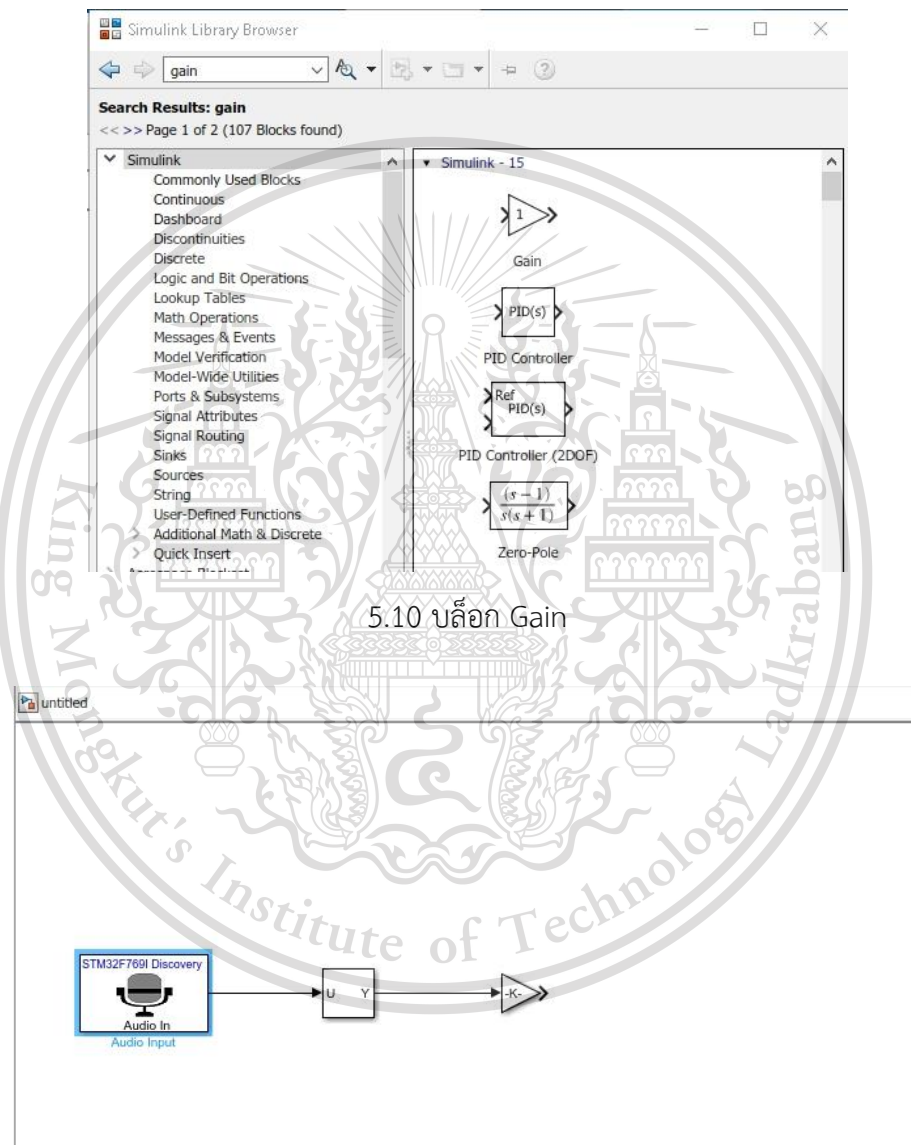 Simulink Library Browser
gain
Search Results: gain
<< >> Page 1 of 2 (107 Blocks found)
Simulink
Commonly Used Blocks
Continuous
Dashboard
Discontinuities
Discrete
Logic and Bit Operations
Lookup Tables
Math Operations
Messages & Events
Model Verification
Model-Wide Utilities
Ports & Subsystems
Signal Attributes
Signal Routing
Sinks
Sources
String
User-Defined Functions
Additional Math & Discrete
Quick Insert
Simulink - 15
1
Gain
PID(s)
PID Controller
Ref
PID(s)
PID Controller (2DOF)
(s − 1)
s(s + 1)
Zero-Pole
5.10 บล็อก Gain
untitled
STM32F769I Discovery
Audio In
Audio Input
U Y
-K-
King Mongkut's Institute of Technology Ladkrabang